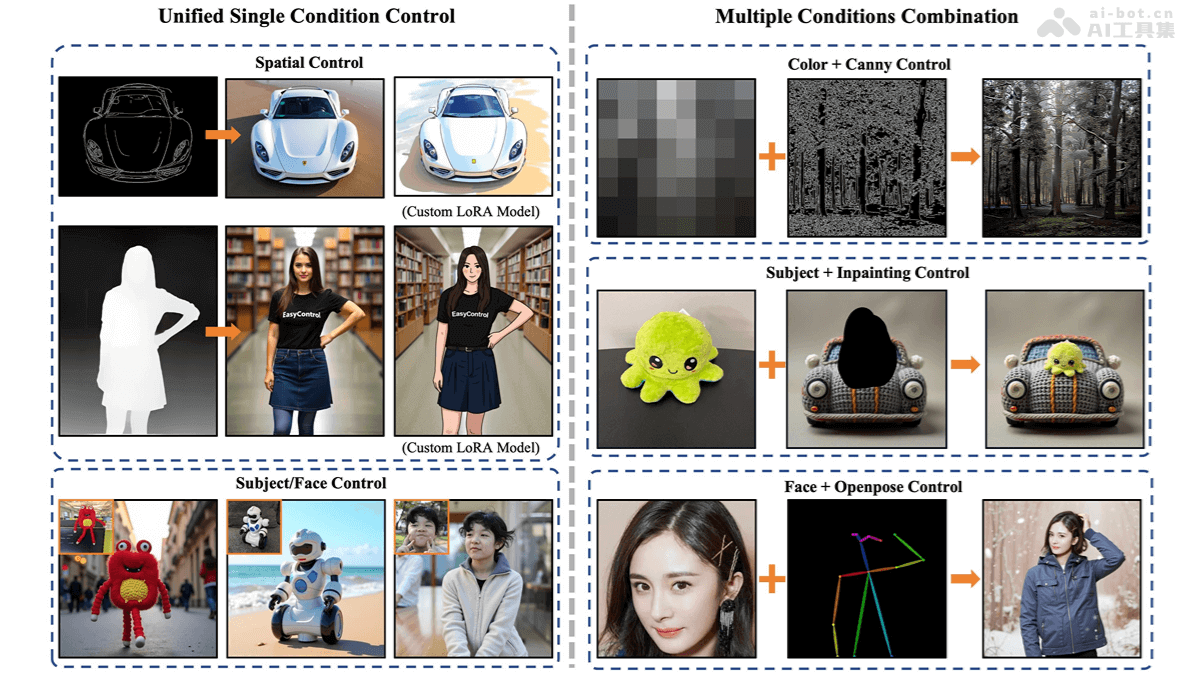 Unified Single Condition Control
Multiple Conditions Combination
ai-bot.cn
AI工具集
Spatial Control
(Custom LoRA Model)
EasyControl
EasyControl
(Custom LoRA Model)
Subject/Face Control
Color + Canny Control
Subject + Inpainting Control
Face + Openpose Control